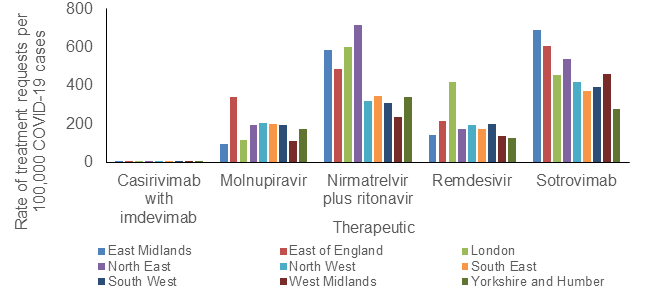 Rate of treatment requests per
100,000 COVID-19 cases
800
600
400
200
0
Casirivimab
with
imdevimab
Molnupiravir
Nirmatrelvir
plus ritonavir
Remdesivir
Sotrovimab
Therapeutic
East Midlands
East of England
London
North East
North West
South East
South West
West Midlands
Yorkshire and Humber